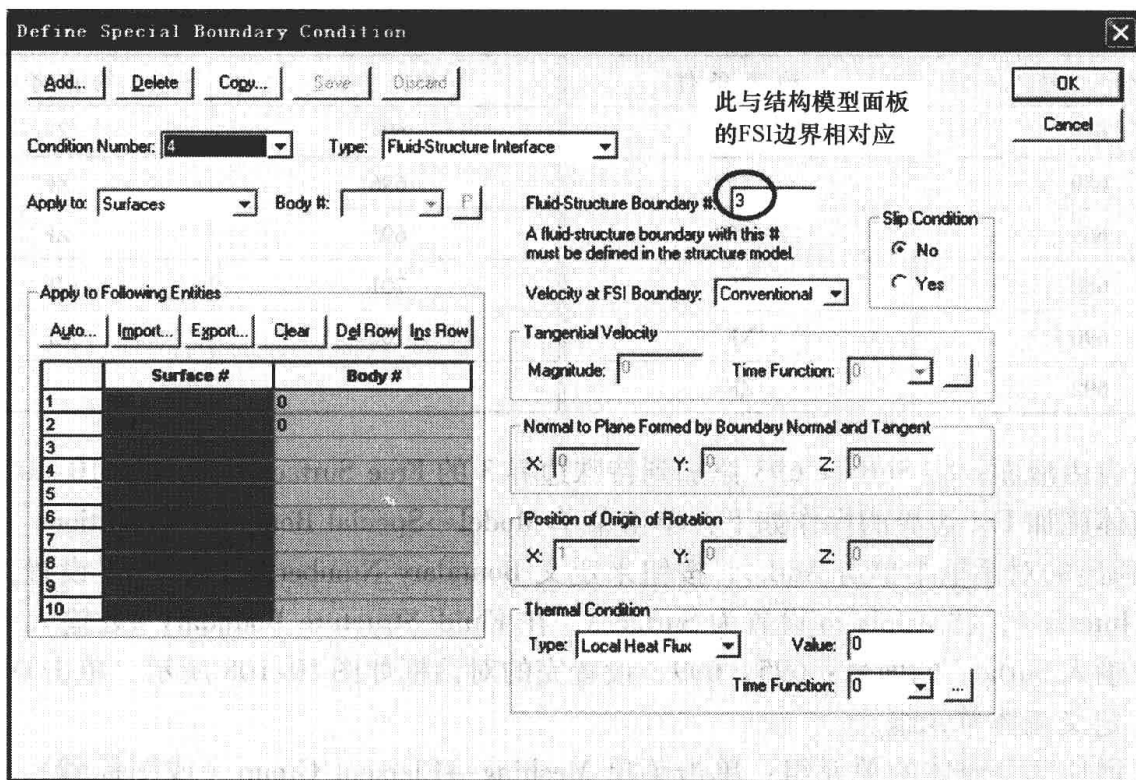 Define Special Boundary Condition
Add... Delete Copy... Save Discard
OK
此与结构模型面板
的FSI边界相对应
Cancel
Condition Number: 4 Type: Fluid-Structure Interface
Apply to: Surfaces Body #: P
Fluid-Structure Boundary #: 3
A fluid-structure boundary with this #
must be defined in the structure model.
Slip Condition
No
Yes
Velocity at FSI Boundary: Conventional
Apply to Following Entities
Auto... Import... Export... Clear Del Row Ins Row
Surface # Body #
1 0
2 0
3
4
5
6
7
8
9
10
Tangential Velocity
Magnitude: 0 Time Function: 0
Normal to Plane Formed by Boundary Normal and Tangent
X: 0 Y: 0 Z: 0
Position of Origin of Rotation
X: 1 Y: 0 Z: 0
Thermal Condition
Type: Local Heat Flux Value: 0
Time Function: 0 ...